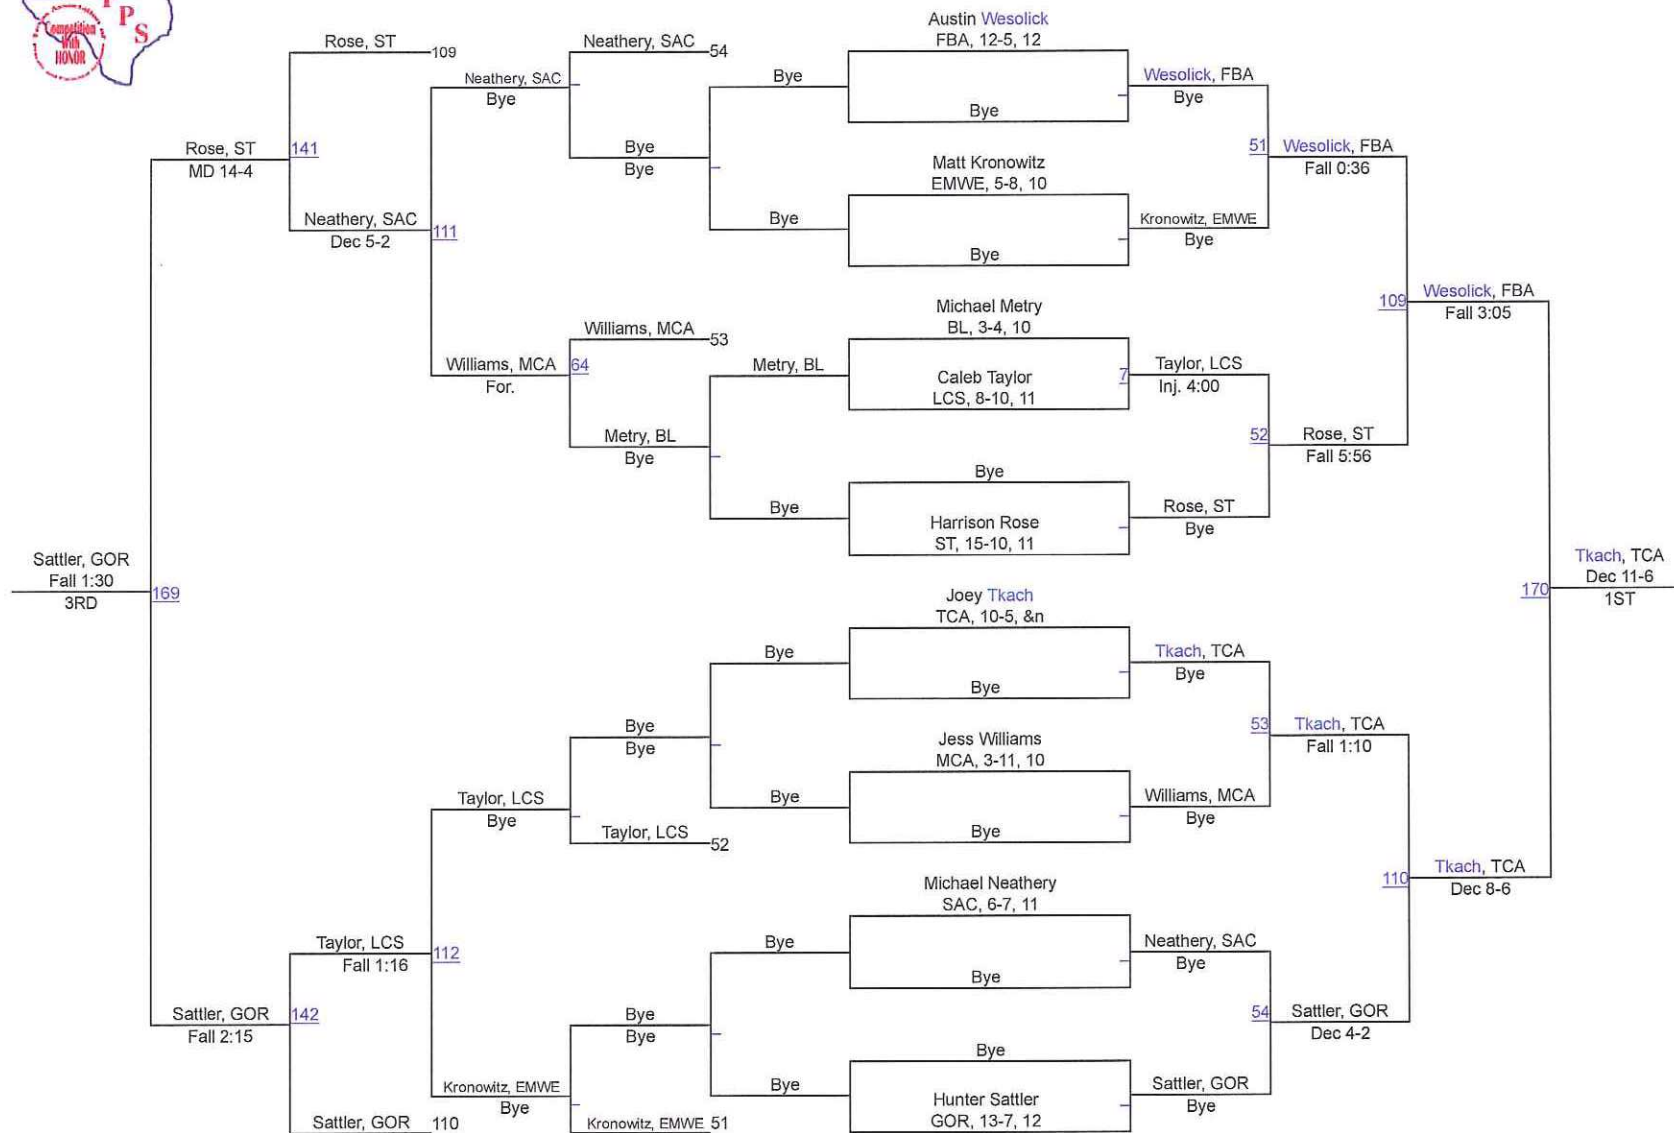 P
P
S
Competition
With
HONOR
Rose, ST
109
Neathery, SAC
54
Austin Wesolick
FBA, 12-5, 12
Neathery, SAC
Bye
Bye
Bye
Wesolick, FBA
Bye
Rose, ST
MD 14-4
141
Bye
Bye
Matt Kronowitz
EMWE, 5-8, 10
51
Wesolick, FBA
Fall 0:36
Neathery, SAC
Dec 5-2
111
Bye
Bye
Kronowitz, EMWE
Bye
Williams, MCA
53
Michael Metry
BL, 3-4, 10
109
Wesolick, FBA
Fall 3:05
Williams, MCA
For.
64
Metry, BL
Caleb Taylor
LCS, 8-10, 11
7
Taylor, LCS
Inj. 4:00
Metry, BL
Bye
52
Rose, ST
Fall 5:56
Bye
Bye
Harrison Rose
ST, 15-10, 11
Rose, ST
Bye
Sattler, GOR
Fall 1:30
3RD
169
Joey Tkach
TCA, 10-5, &n
170
Tkach, TCA
Dec 11-6
1ST
Bye
Bye
Tkach, TCA
Bye
Bye
Bye
Jess Williams
MCA, 3-11, 10
53
Tkach, TCA
Fall 1:10
Taylor, LCS
Bye
Bye
Bye
Williams, MCA
Bye
Taylor, LCS
52
Michael Neathery
SAC, 6-7, 11
110
Tkach, TCA
Dec 8-6
Taylor, LCS
Fall 1:16
112
Bye
Bye
Neathery, SAC
Bye
Sattler, GOR
Fall 2:15
142
Bye
Bye
54
Sattler, GOR
Dec 4-2
Kronowitz, EMWE
Bye
Bye
Bye
Hunter Sattler
GOR, 13-7, 12
Sattler, GOR
Bye
Sattler, GOR
110
Kronowitz, EMWE
51